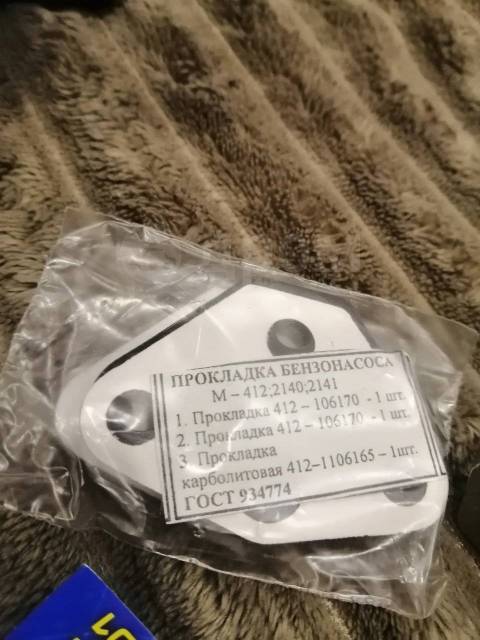 ПРОКЛАДКА БЕНЗОНАСОСА
М – 412;2140;2141
1. Прокладка 412 – 106170 - 1 шт.
2. Прокладка 412 – 106170 - 1 шт.
3. Прокладка
карболитовая 412–1106165 – 1шт.
ГОСТ 934774